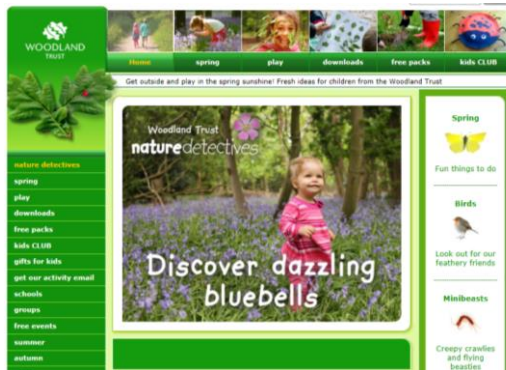 WOODLAND
TRUST
Home
spring
play
downloads
free packs
kids CLUB
Get outside and play in the spring sunshine! Fresh ideas for children from the Woodland Trust
nature detectives
spring
play
downloads
free packs
kids CLUB
gifts for kids
get our activity email
schools
groups
free events
summer
autumn
Woodland Trust
naturedetectives
Discover dazzling
bluebells
Spring
Fun things to do
Birds
Look out for our
feathery friends
Minibeasts
Creepy crawlies
and flying
beasties